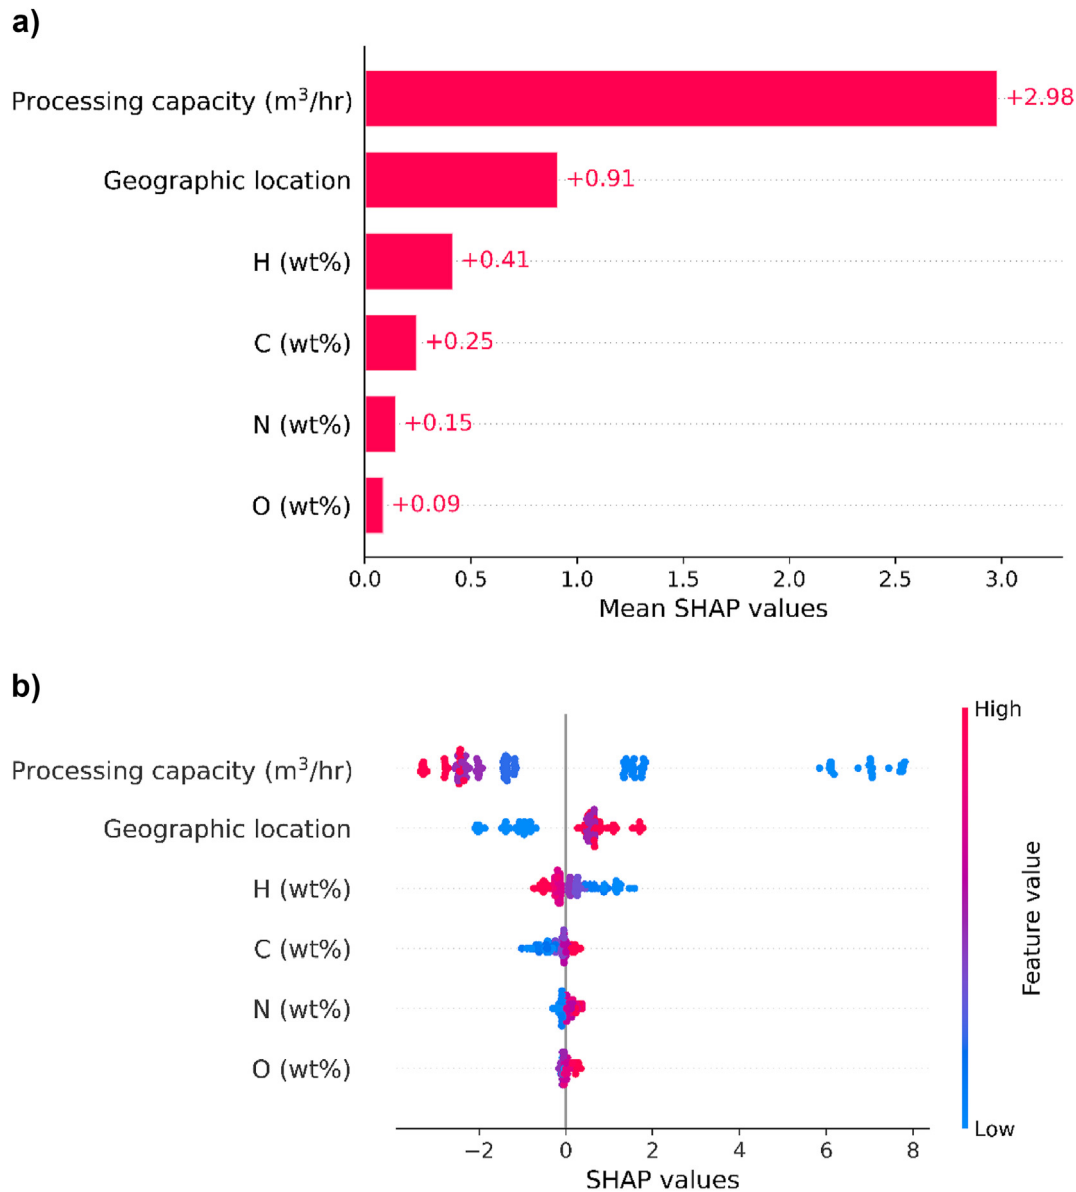 a)
Processing capacity (m³/hr)
+2.98
Geographic location
+0.91
H (wt%)
+0.41
C (wt%)
+0.25
N (wt%)
+0.15
O (wt%)
+0.09
0.0 0.5 1.0 1.5 2.0 2.5 3.0
Mean SHAP values
b)
High
Processing capacity (m³/hr)
Geographic location
H (wt%)
C (wt%)
N (wt%)
O (wt%)
Feature value
Low
−2 0 2 4 6 8
SHAP values